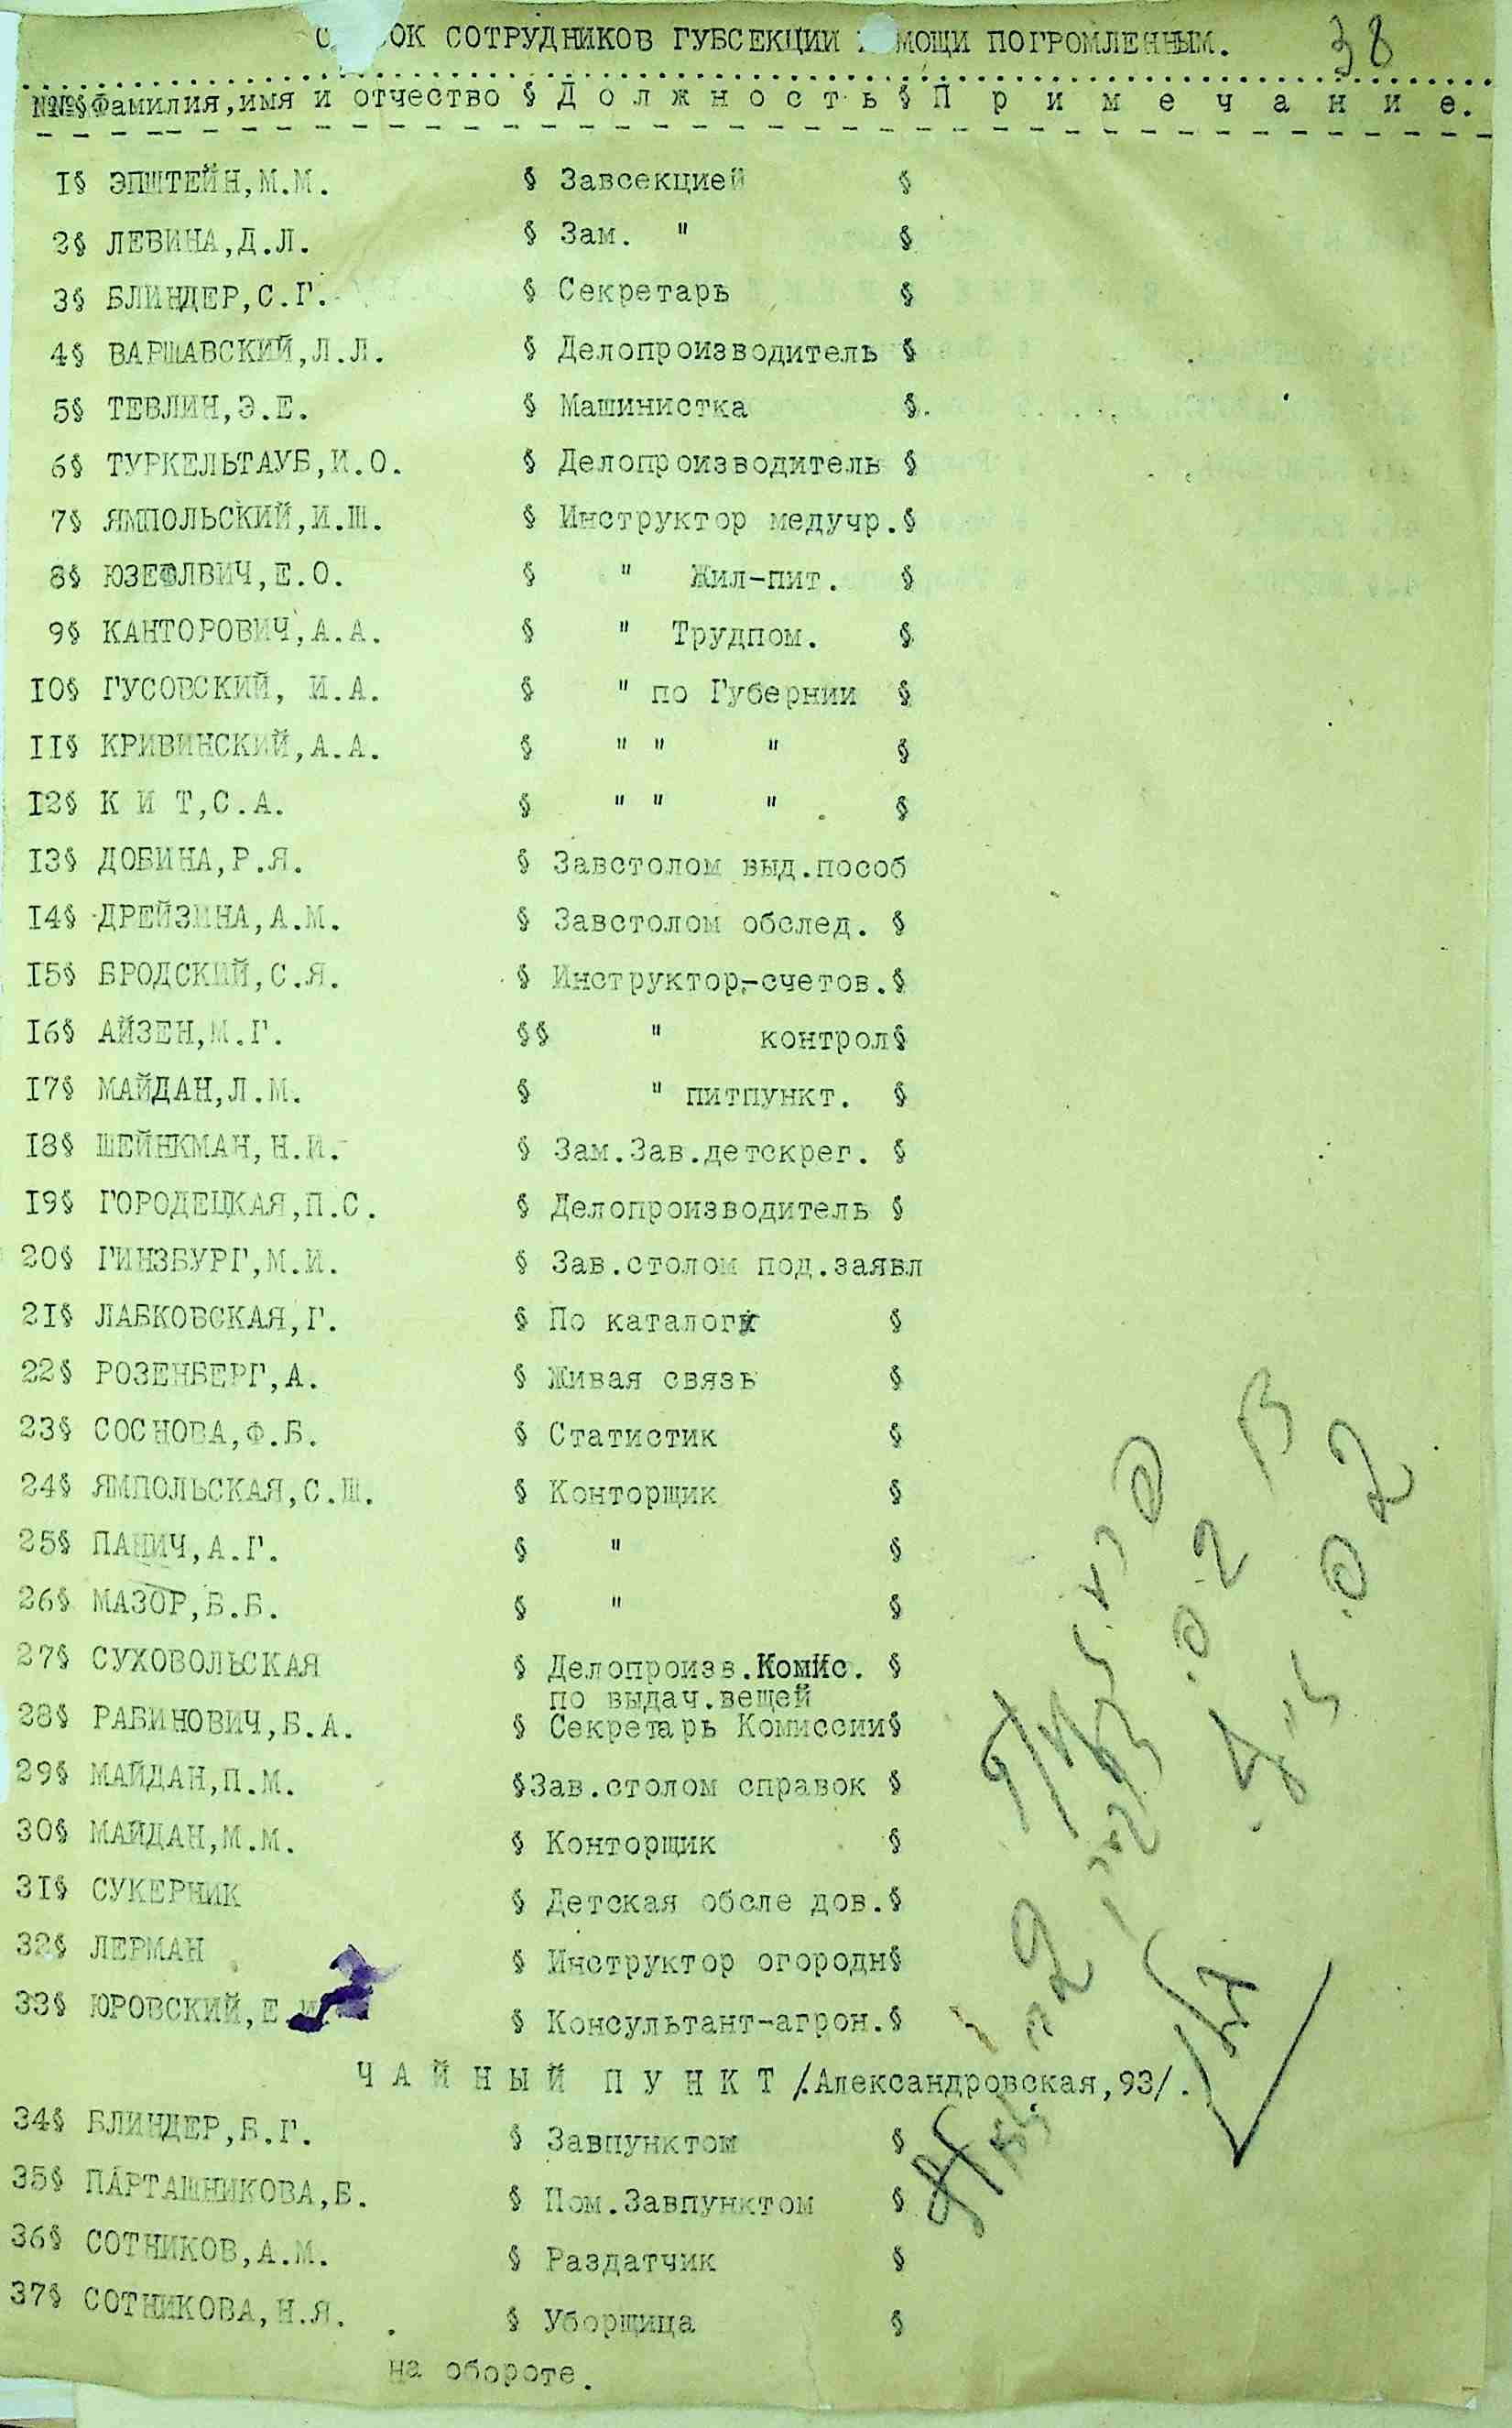 С ОК СОТРУДНИКОВ ГУБСЕКЦИИ МОЩИ ПОГРОМЛЕННЫМ. 38
№№§Фамилия,имя и отчество § Д о л ж н о с т ь § П р и м е ч а н и е.
1§ ЭПШТЕЙН,М.М. § Завсекцией §
2§ ЛЕВИНА,Д.Л. § Зам. " §
3§ БЛИНДЕР,С.Г. § Секретарь §
4§ ВАРШАВСКИЙ,Л.Л. § Делопроизводитель §
5§ ТЕВЛИН,Э.Е. § Машинистка §.
6§ ТУРКЕЛЬТАУБ,И.О. § Делопроизводитель §
7§ ЯМПОЛЬСКИЙ,И.Ш. § Инструктор медучр.§
8§ ЮЗЕФЛВИЧ,Е.О. § " Жил-пит. §
9§ КАНТОРОВИЧ,А.А. § " Трудпом. §
10§ ГУСОВСКИЙ, И.А. § " по Губернии §
11§ КРИВИНСКИЙ,А.А. § " " " §
12§ К И Т,С.А. § " " " §
13§ ДОБИНА,Р.Я. § Завстолом выд.пособ
14§ ДРЕЙЗИНА,А.М. § Завстолом обслед. §
15§ БРОДСКИЙ,С.Я. § Инструктор,-счетов.§
16§ АЙЗЕН,М.Г. §§ " контрол§
17§ МАЙДАН,Л.М. § " питпункт. §
18§ ШЕЙНКМАН,Н.И. § Зам.Зав.детскрег. §
19§ ГОРОДЕЦКАЯ,П.С. § Делопроизводитель §
20§ ГИНЗБУРГ,М.И. § Зав.столом под.заявл
21§ ЛАБКОВСКАЯ,Г. § По каталогу §
22§ РОЗЕНБЕРГ,А. § Живая связь §
23§ СОСНОВА,Ф.Б. § Статистик §
24§ ЯМПОЛЬСКАЯ,С.Ш. § Конторщик §
25§ ПАНИЧ,А.Г. § " §
26§ МАЗОР,Б.Б. § " §
27§ СУХОВОЛЬСКАЯ § Делопроизв.КомИс. §
по выдач.вещей
28§ РАБИНОВИЧ,Б.А. § Секретарь Комиссии§
29§ МАЙДАН,П.М. §Зав.столом справок §
30§ МАЙДАН,М.М. § Конторщик §
31§ СУКЕРНИК § Детская обсле дов.§
32§ ЛЕРМАН § Инструктор огородн§
33§ ЮРОВСКИЙ,Е § Консультант-агрон.§
Ч А Й Н Ы Й П У Н К Т /.Александровская,93/.
34§ БЛИНДЕР,Б.Г. § Завпунктом §
35§ ПАРТАШНИКОВА,Б. § Пом.Завпунктом §
36§ СОТНИКОВ,А.М. § Раздатчик §
37§ СОТНИКОВА,Н.Я. § Уборщица §
на обороте.